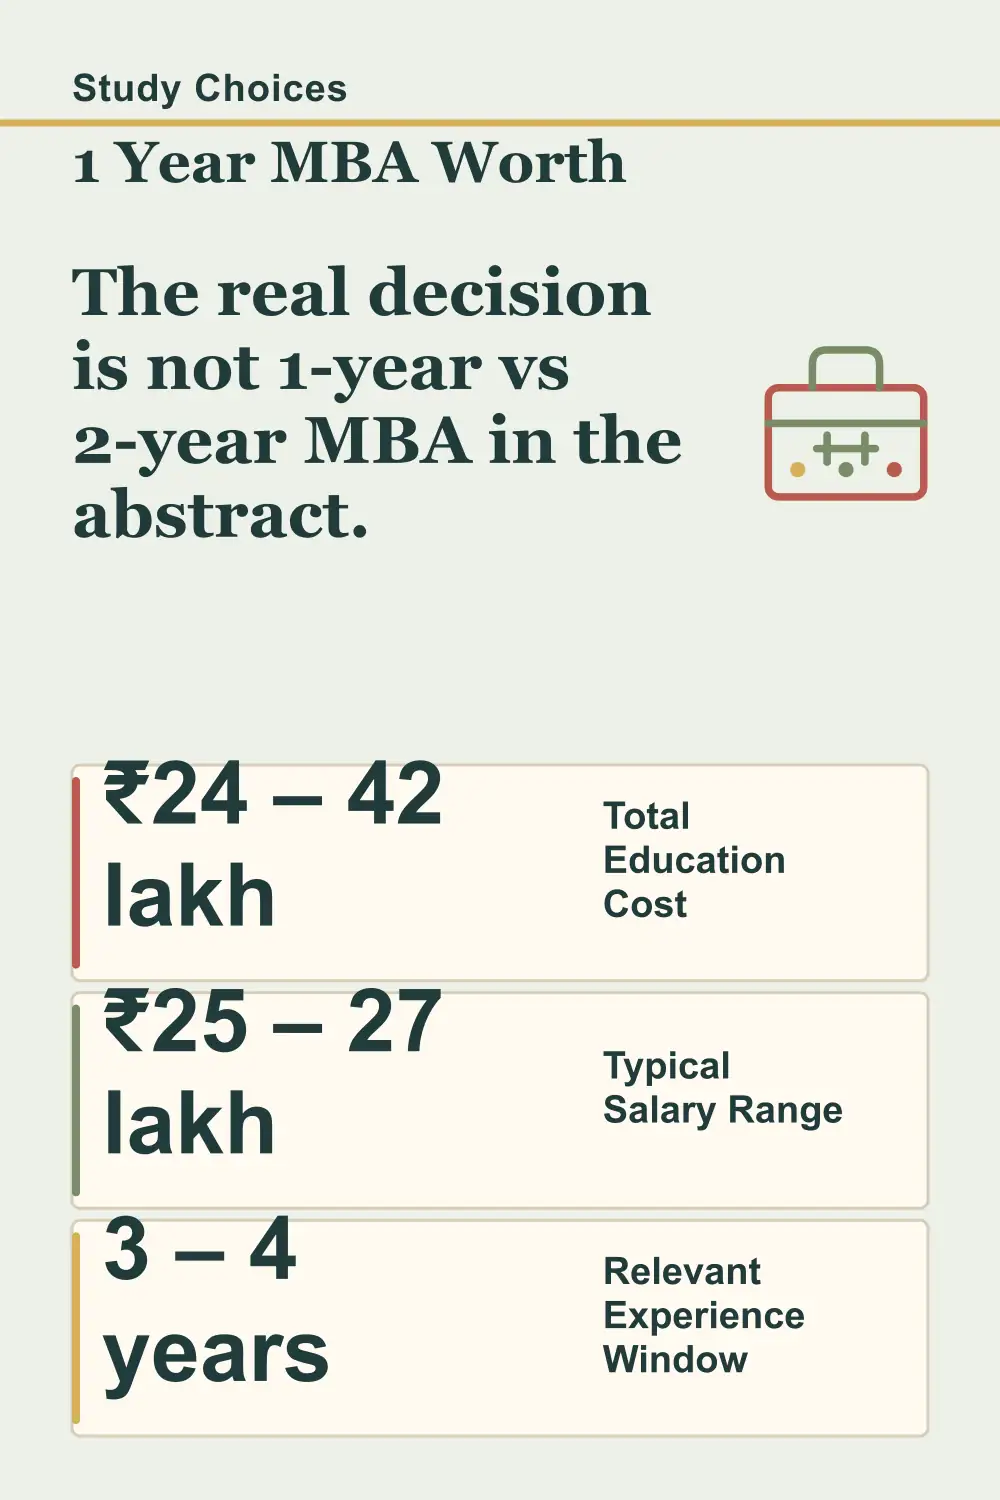 Study Choices
1 Year MBA Worth
The real decision
is not 1-year vs
2-year MBA in the
abstract.
₹24 – 42
lakh
Total
Education
Cost
₹25 – 27
lakh
Typical
Salary Range
3 – 4
years
Relevant
Experience
Window